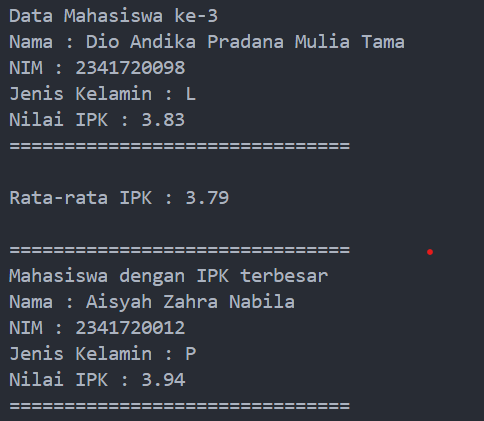 Data Mahasiswa ke-3
Nama : Dio Andika Pradana Mulia Tama
NIM : 2341720098
Jenis Kelamin : L
Nilai IPK : 3.83
===============================
Rata-rata IPK : 3.79
===============================
Mahasiswa dengan IPK terbesar
Nama : Aisyah Zahra Nabila
NIM : 2341720012
Jenis Kelamin : P
Nilai IPK : 3.94
===============================